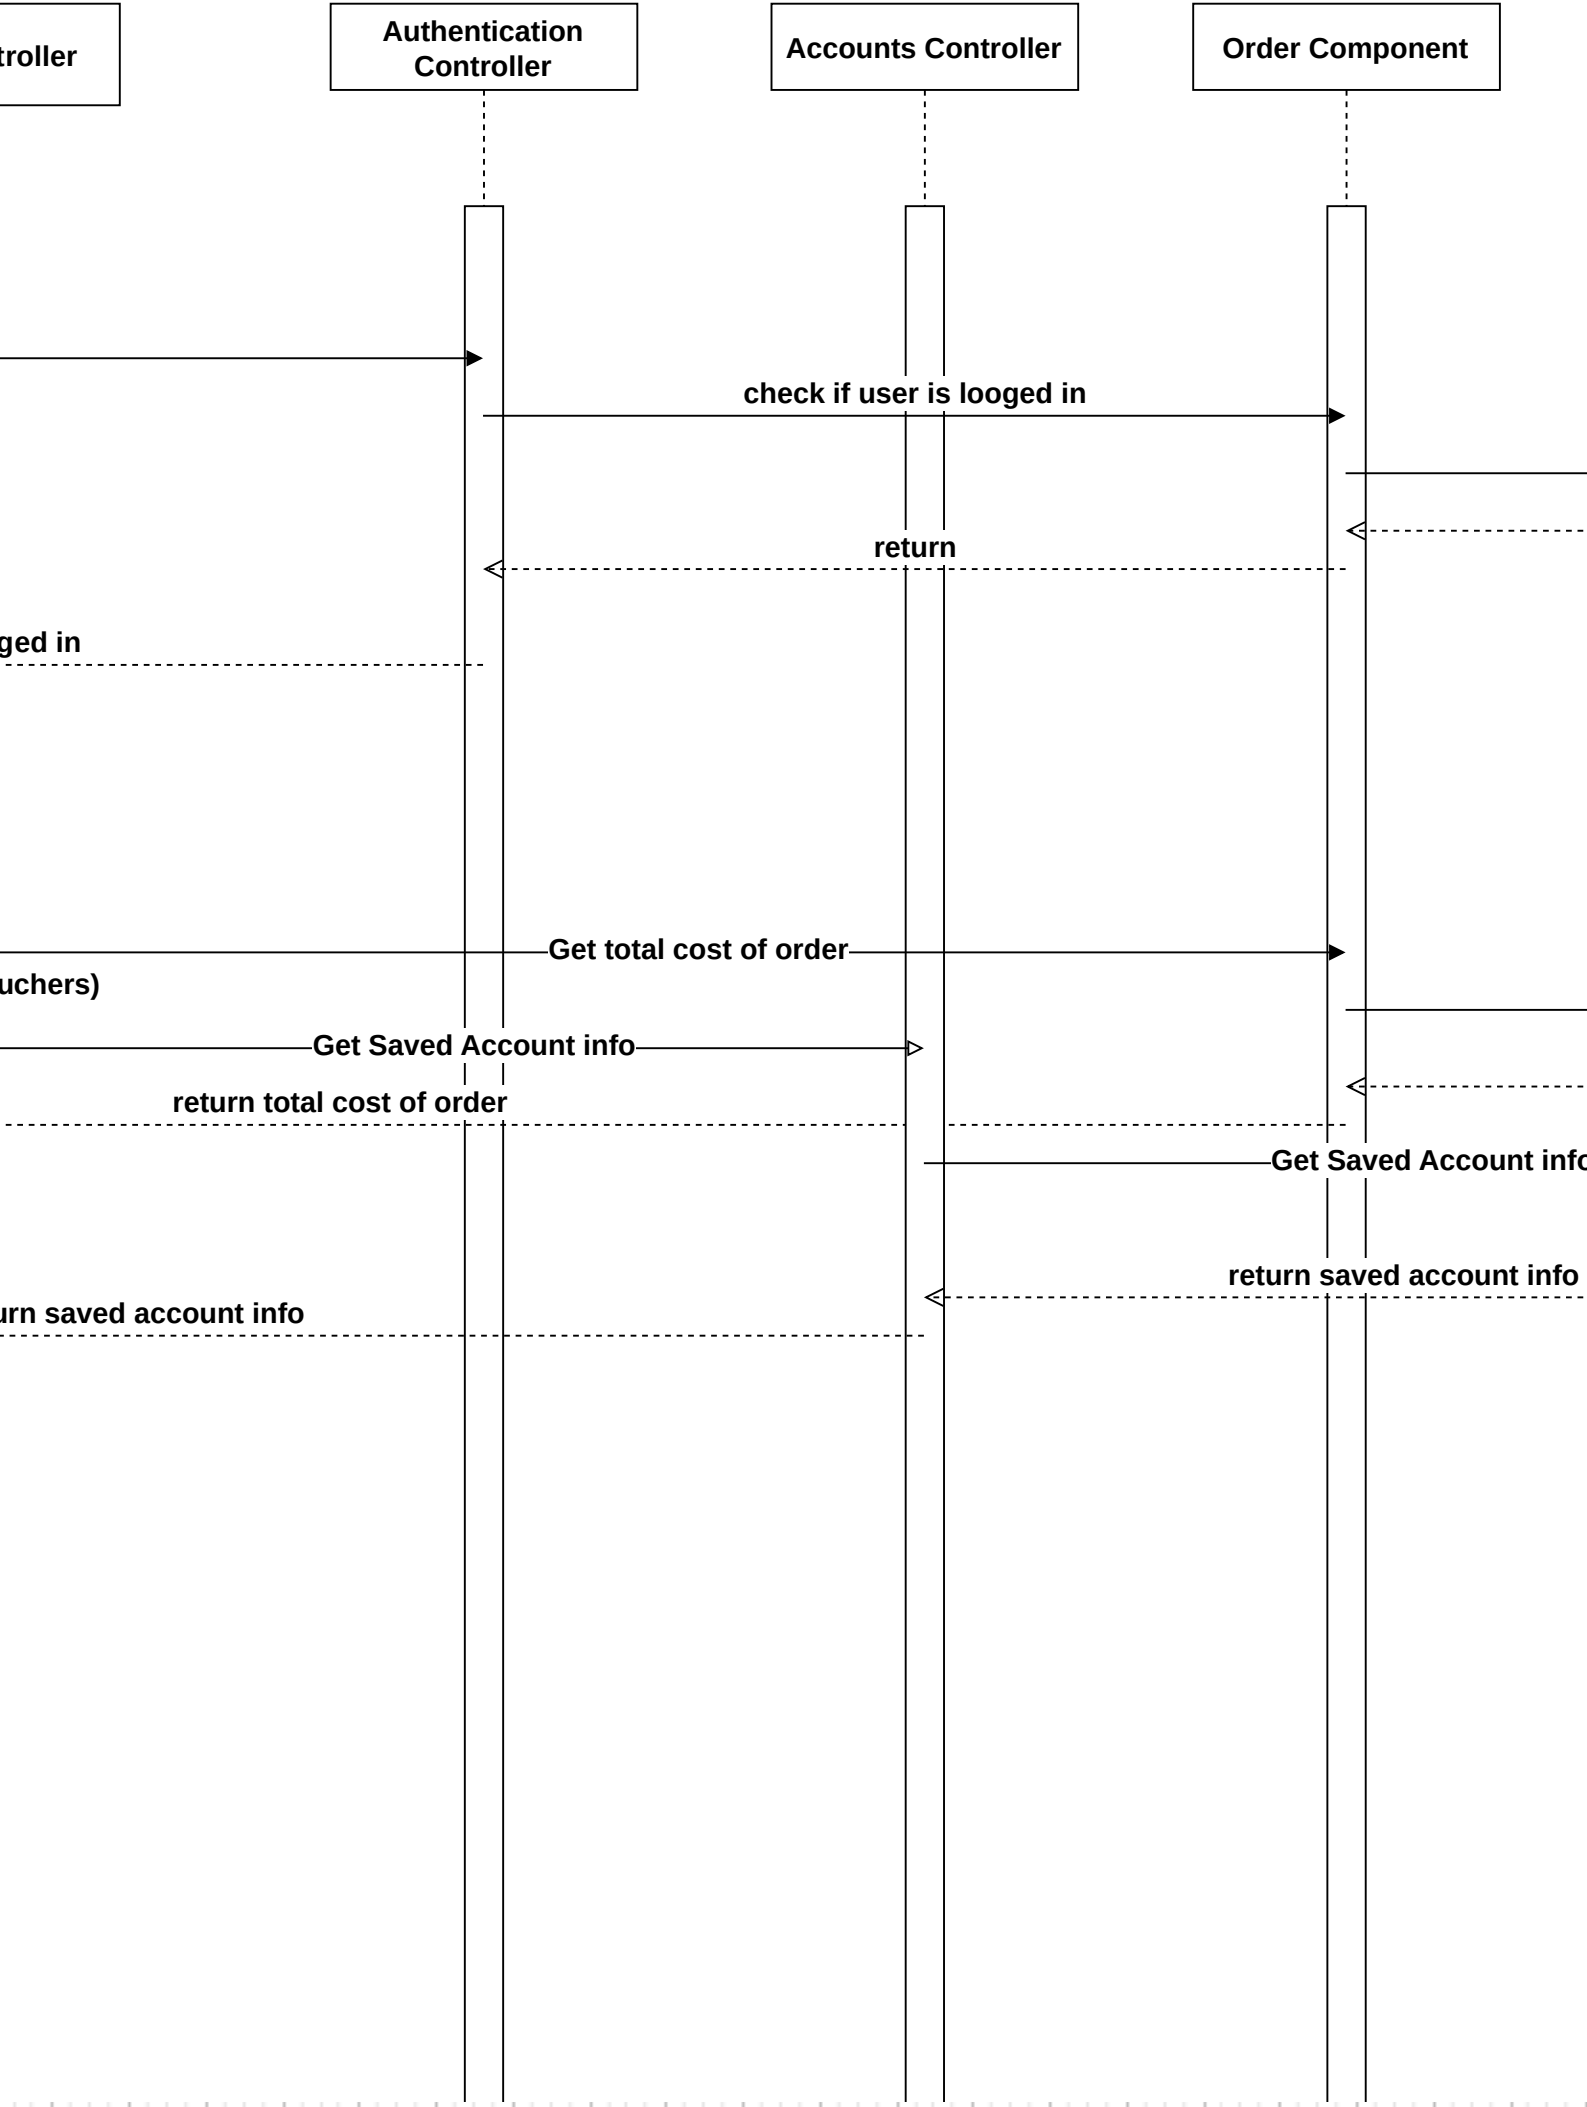 troller
Authentication
Controller
Accounts Controller
Order Component
check if user is looged in
return
ged in
Get total cost of order
uchers)
Get Saved Account info
return total cost of order
Get Saved Account info
return saved account info
urn saved account info